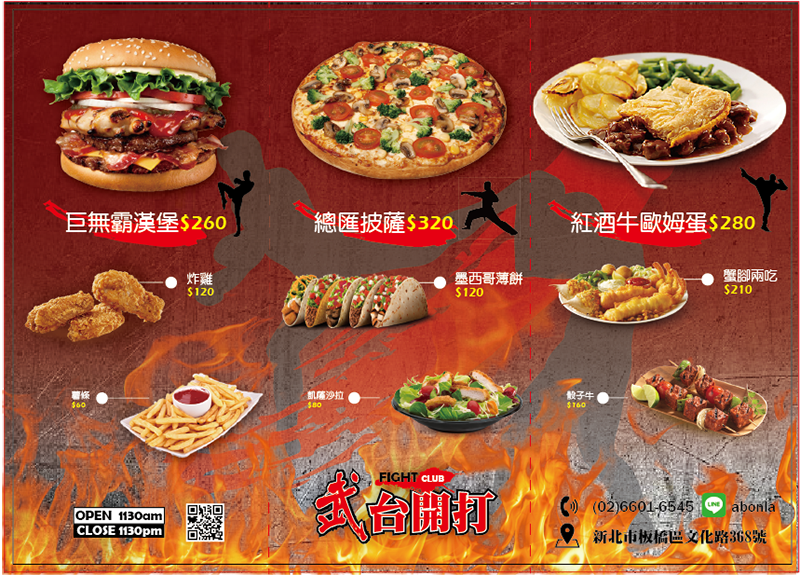 巨無霸漢堡$260
總匯披薩$320
紅酒牛歐姆蛋$280
炸雞
$120
墨西哥薄餅
$120
蟹腳兩吃
$210
薯條
$60
凱薩沙拉
$80
骰子牛
$160
FIGHT CLUB
武台開打
OPEN 1130am
CLOSE 1130pm
(02)6601-6545 LINE abonla
新北市板橋區文化路368號